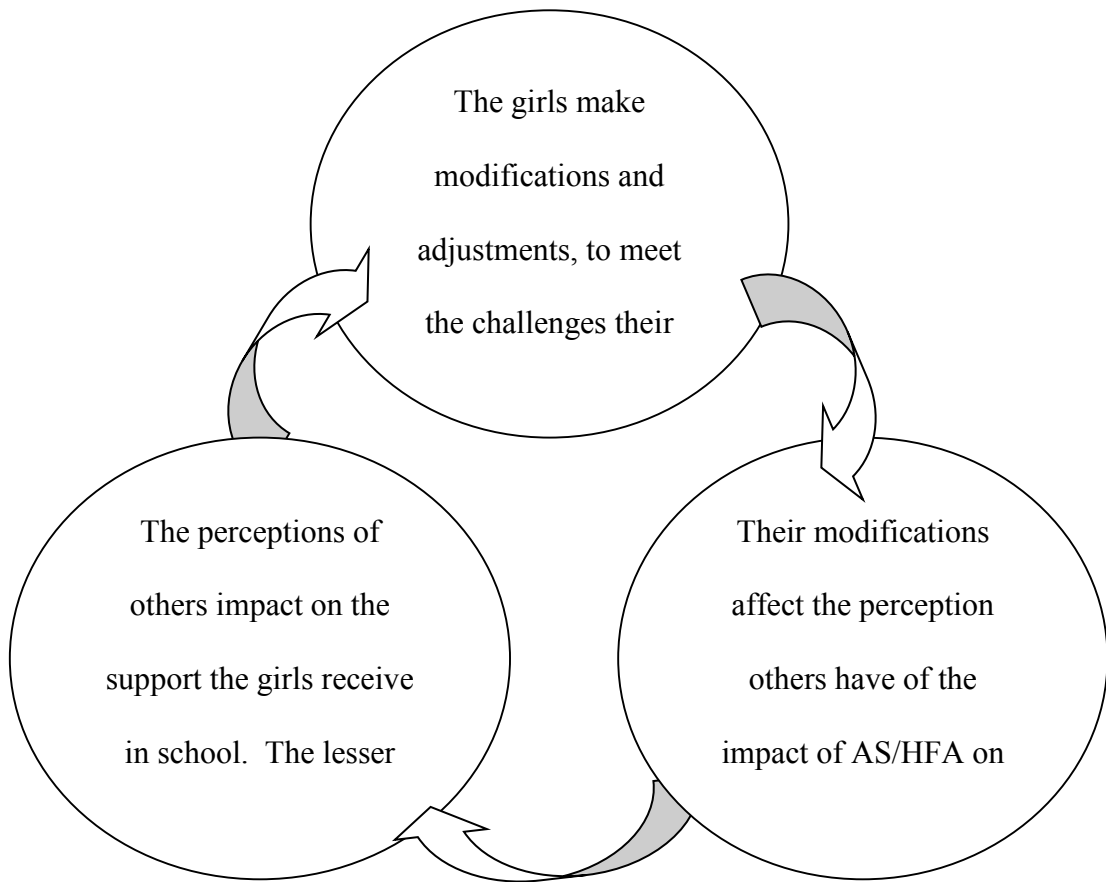 The girls make
modifications and
adjustments, to meet
the challenges their
The perceptions of
others impact on the
support the girls receive
in school.  The lesser
Their modifications
affect the perception
others have of the
impact of AS/HFA on